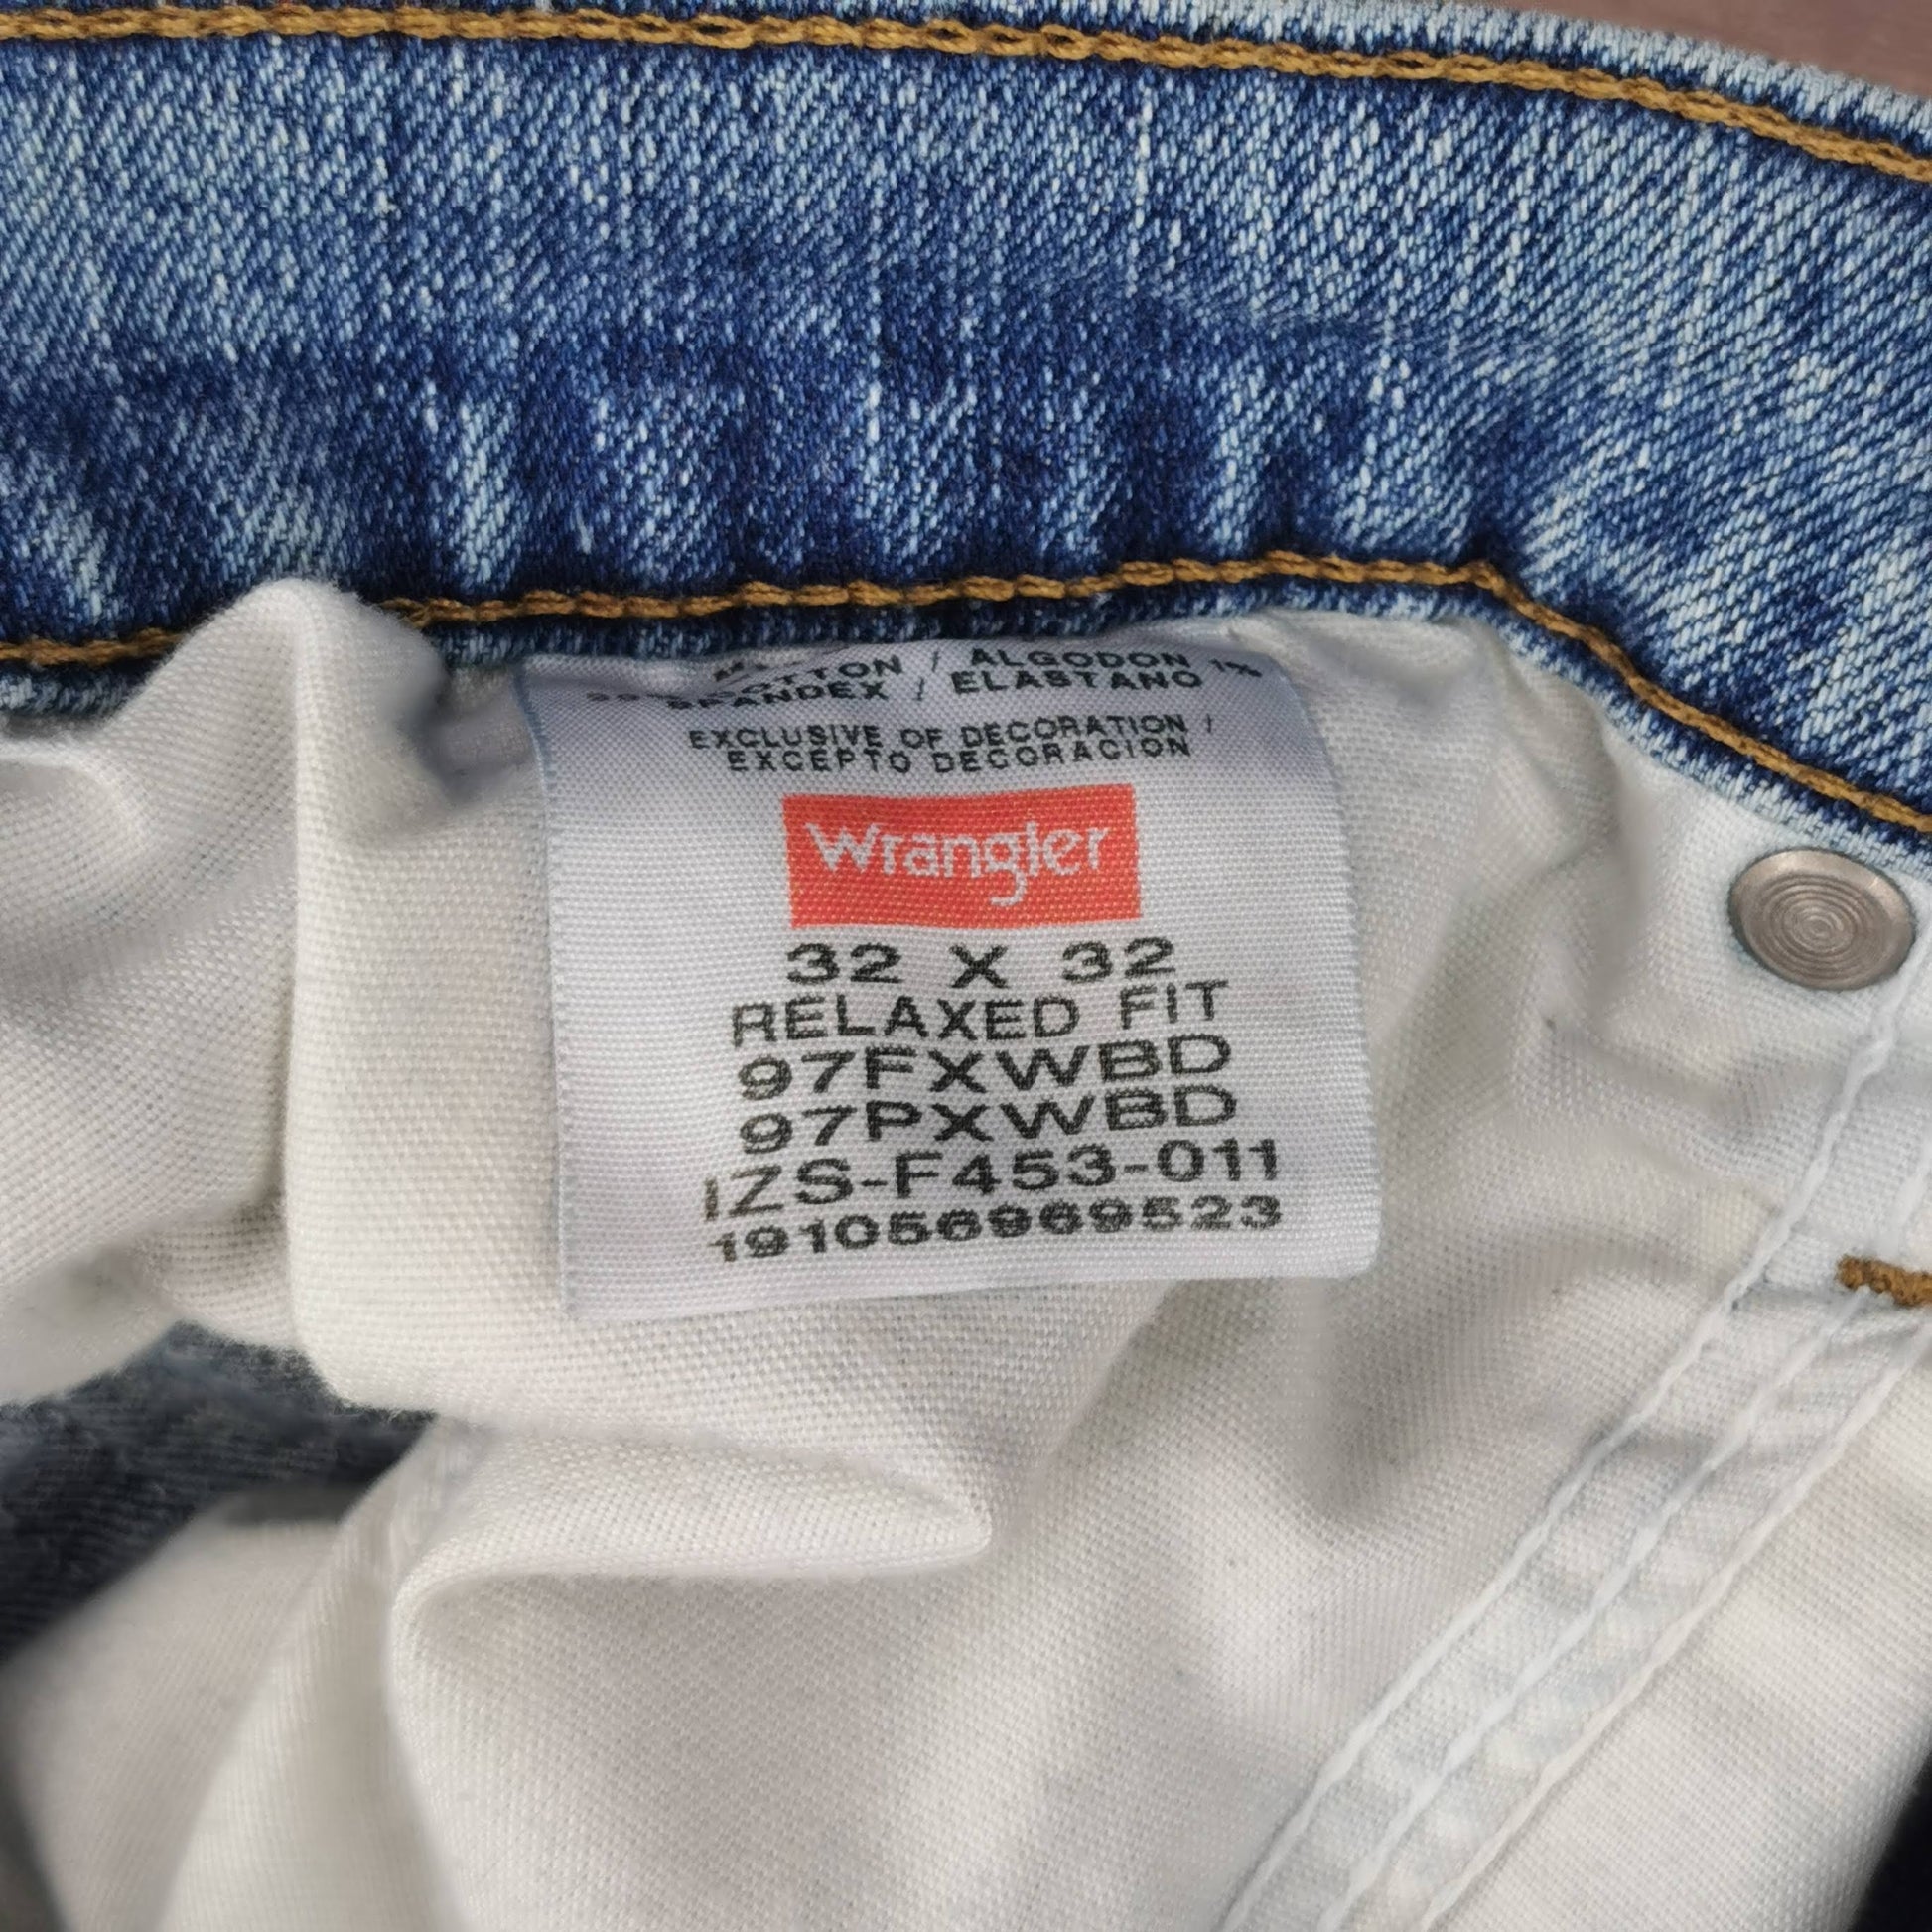 COTTON / ALGODON 1%
SPANDEX / ELASTANO
EXCLUSIVE OF DECORATION /
EXCEPTO DECORACION
Wrangler
32 X 32
RELAXED FIT
97FXWBD
97PXWBD
IZS-F453-011
191056969523